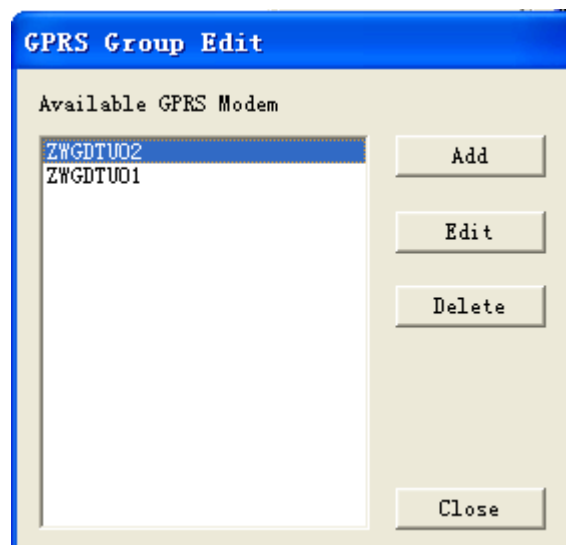 GPRS Group Edit
Available GPRS Modem
ZWGDTU02
ZWGDTU01
Add
Edit
Delete
Close